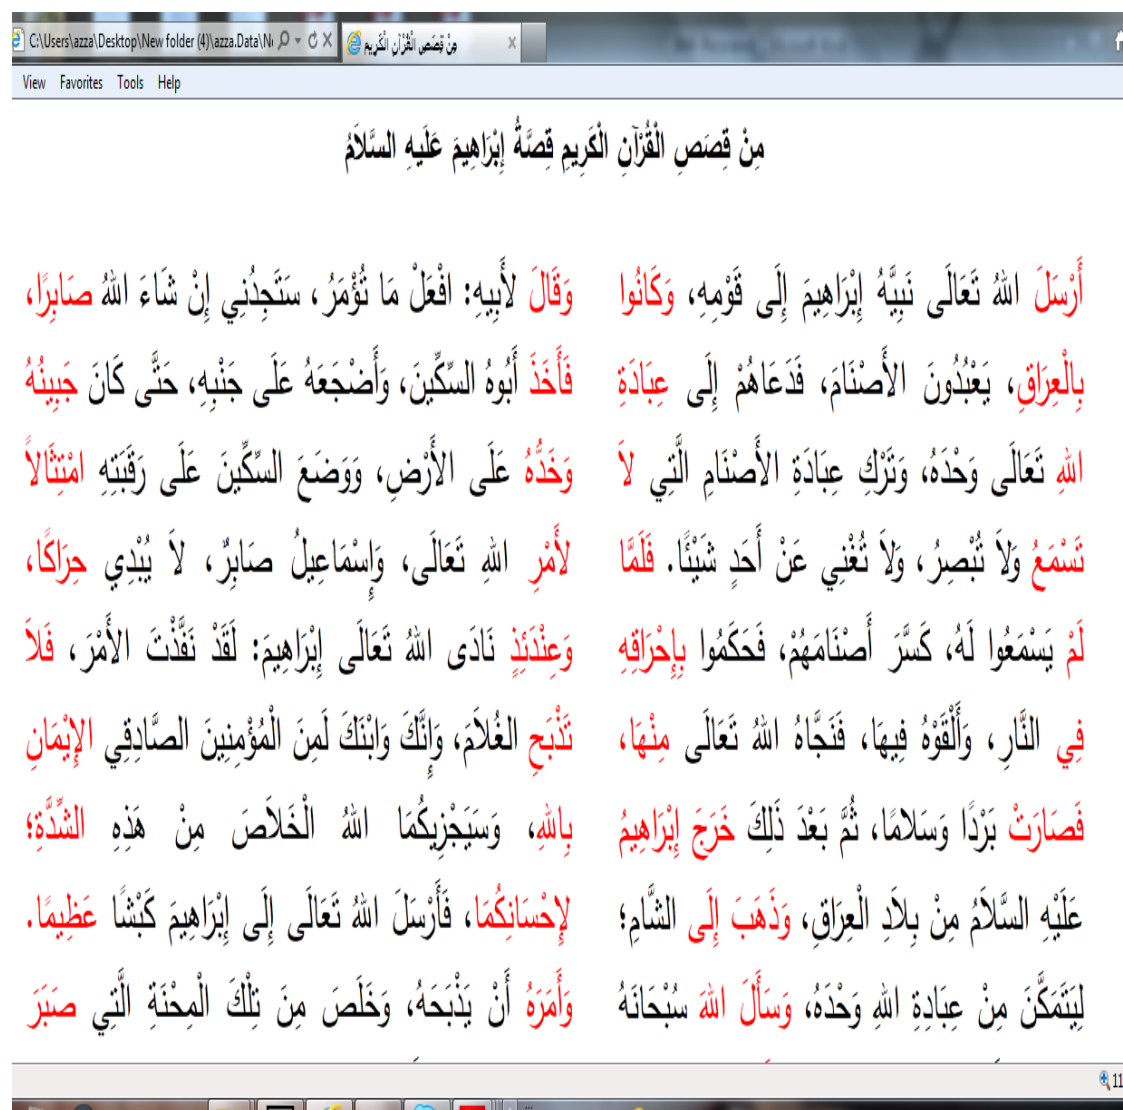 C:\Users\azza\Desktop\New folder (4)\azza.Data\N
مِنْ قِصَصِ الْقُرْآنِ الْكَرِيمِ
View Favorites Tools Help
مِنْ قِصَصِ الْقُرْآنِ الْكَرِيمِ قِصَّةُ إِبْرَاهِيمَ عَلَيهِ السَّلاَمُ
أَرْسَلَ اللهُ تَعَالَى نَبِيَّهُ إِبْرَاهِيمَ إِلَى قَوْمِهِ، وَكَانُوا
بِالْعِرَاقِ، يَعْبُدُونَ الأَصْنَامَ، فَدَعَاهُمْ إِلَى عِبَادَةِ
اللهِ تَعَالَى وَحْدَهُ، وَتَرْكِ عِبَادَةِ الأَصْنَامِ الَّتِي لاَ
تَسْمَعُ وَلاَ تُبْصِرُ، وَلاَ تُغْنِي عَنْ أَحَدٍ شَيْئًا. فَلَمَّا
لَمْ يَسْمَعُوا لَهُ، كَسَّرَ أَصْنَامَهُمْ، فَحَكَمُوا بِإِحْرَاقِهِ
فِي النَّارِ، وَأَلْقَوْهُ فِيهَا، فَنَجَّاهُ اللهُ تَعَالَى مِنْهَا،
فَصَارَتْ بَرْدًا وَسَلامًا، ثُمَّ بَعْدَ ذَلِكَ خَرَجَ إِبْرَاهِيمُ
عَلَيْهِ السَّلاَمُ مِنْ بِلاَدِ الْعِرَاقِ، وَذَهَبَ إِلَى الشَّامِ؛
لِيَتَمَكَّنَ مِنْ عِبَادِةِ اللهِ وَحْدَهُ، وَسَأَلَ اللهَ سُبْحَانَهُ
وَقَالَ لأَبِيهِ: افْعَلْ مَا تُؤْمَرُ، سَتَجِدُنِي إِنْ شَاءَ اللهُ صَابِرًا،
فَأَخَذَ أَبُوهُ السِّكِّينَ، وَأَضْجَعَهُ عَلَى جَنْبِهِ، حَتَّى كَانَ جَبِينُهُ
وَخَدُّهُ عَلَى الأَرْضِ، وَوَضَعَ السِّكِّينَ عَلَى رَقَبَتِهِ امْتِثَالاً
لأَمْرِ اللهِ تَعَالَى، وَإِسْمَاعِيلُ صَابِرٌ، لاَ يُبْدِي حِرَاكًا،
وَعِنْدَئِذٍ نَادَى اللهُ تَعَالَى إِبْرَاهِيمَ: لَقَدْ نَفَّذْتَ الأَمْرَ، فَلاَ
تَذْبَحِ الغُلاَمَ، وَإِنَّكَ وَابْنَكَ لَمِنَ الْمُؤْمِنِينَ الصَّادِقِي الإِيْمَانِ
بِاللهِ، وَسَيَجْزِيكُمَا اللهُ الْخَلاَصَ مِنْ هَذِهِ الشِّدَّةِ؛
لإِحْسَانِكُمَا، فَأَرْسَلَ اللهُ تَعَالَى إِلَى إِبْرَاهِيمَ كَبْشًا عَظِيمًا.
وَأَمَرَهُ أَنْ يَذْبَحَهُ، وَخَلَصَ مِنَ تِلْكَ الْمِحْنَةِ الَّتِي صَبَرَ
11